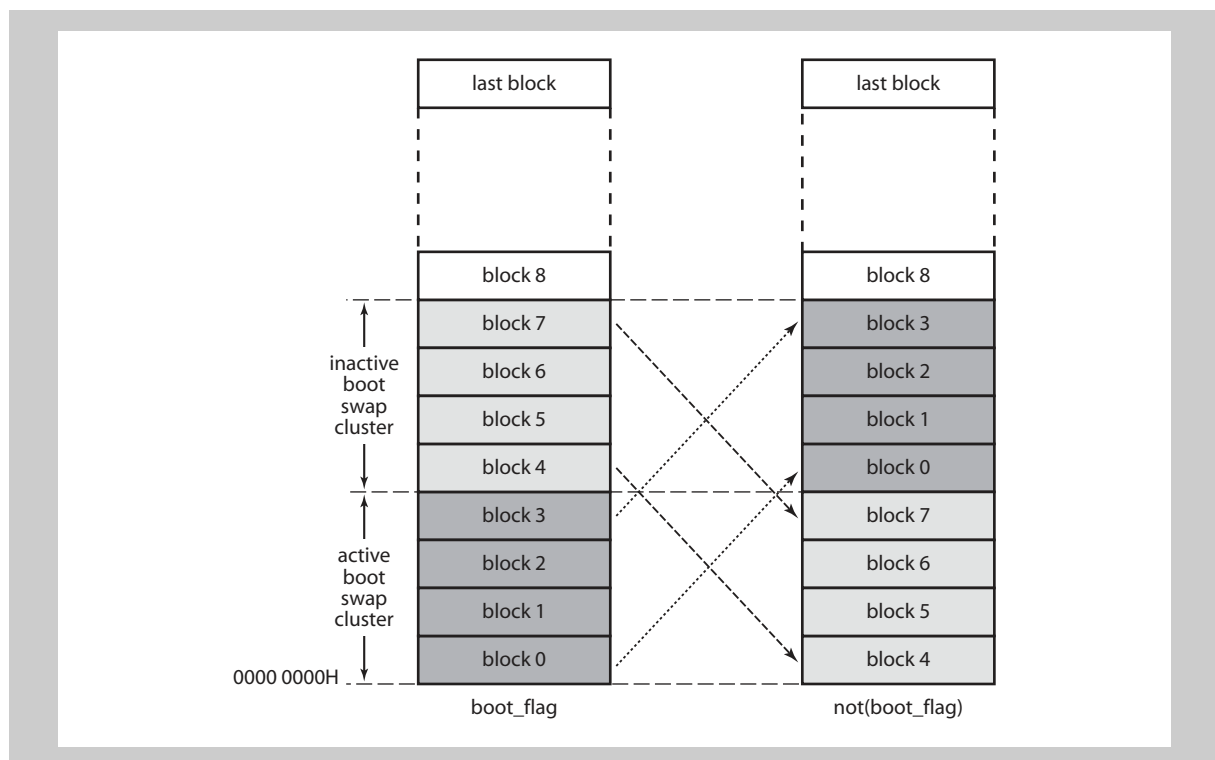 last block
last block
block 8
block 8
block 7
block 3
inactive
boot
swap
cluster
block 6
block 2
block 5
block 1
block 4
block 0
block 3
block 7
active
boot
swap
cluster
block 2
block 6
block 1
block 5
block 0
block 4
0000 0000H
boot_flag
not(boot_flag)